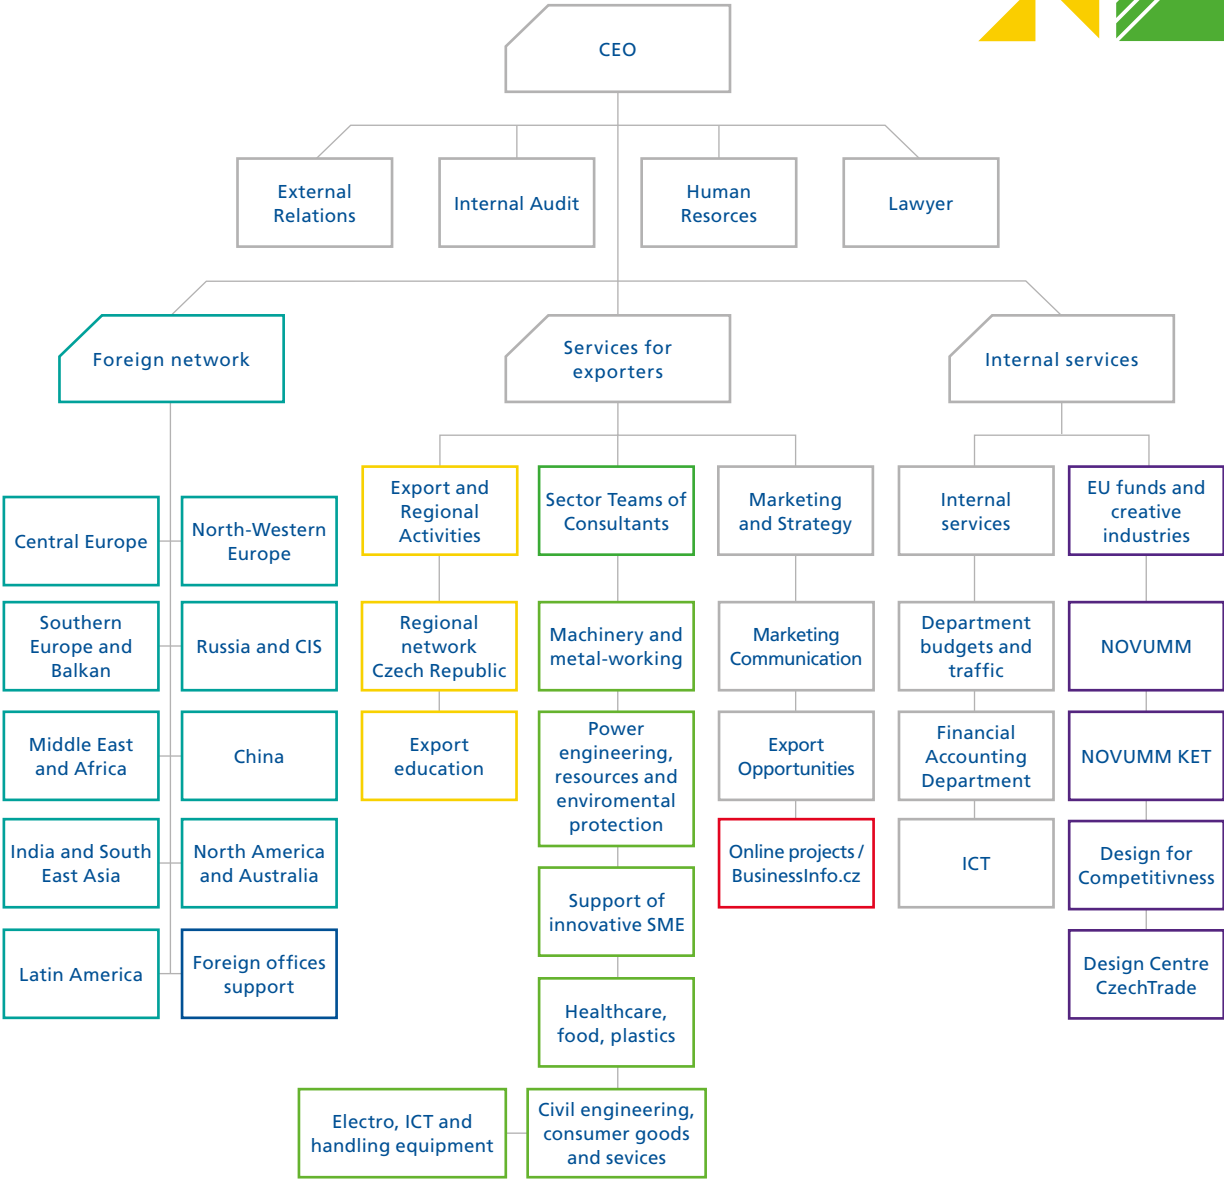 CEO
External
Relations
Internal Audit
Human
Resorces
Lawyer
Foreign network
Services for
exporters
Internal services
Central Europe
North-Western
Europe
Southern
Europe and
Balkan
Russia and CIS
Middle East
and Africa
China
India and South
East Asia
North America
and Australia
Latin America
Foreign offices
support
Export and
Regional
Activities
Regional
network
Czech Republic
Export
education
Sector Teams of
Consultants
Machinery and
metal-working
Power
engineering,
resources and
enviromental
protection
Support of
innovative SME
Healthcare,
food, plastics
Civil engineering,
consumer goods
and sevices
Electro, ICT and
handling equipment
Marketing
and Strategy
Marketing
Communication
Export
Opportunities
Online projects /
BusinessInfo.cz
Internal
services
Department
budgets and
traffic
Financial
Accounting
Department
ICT
EU funds and
creative
industries
NOVUMM
NOVUMM KET
Design for
Competitivness
Design Centre
CzechTrade